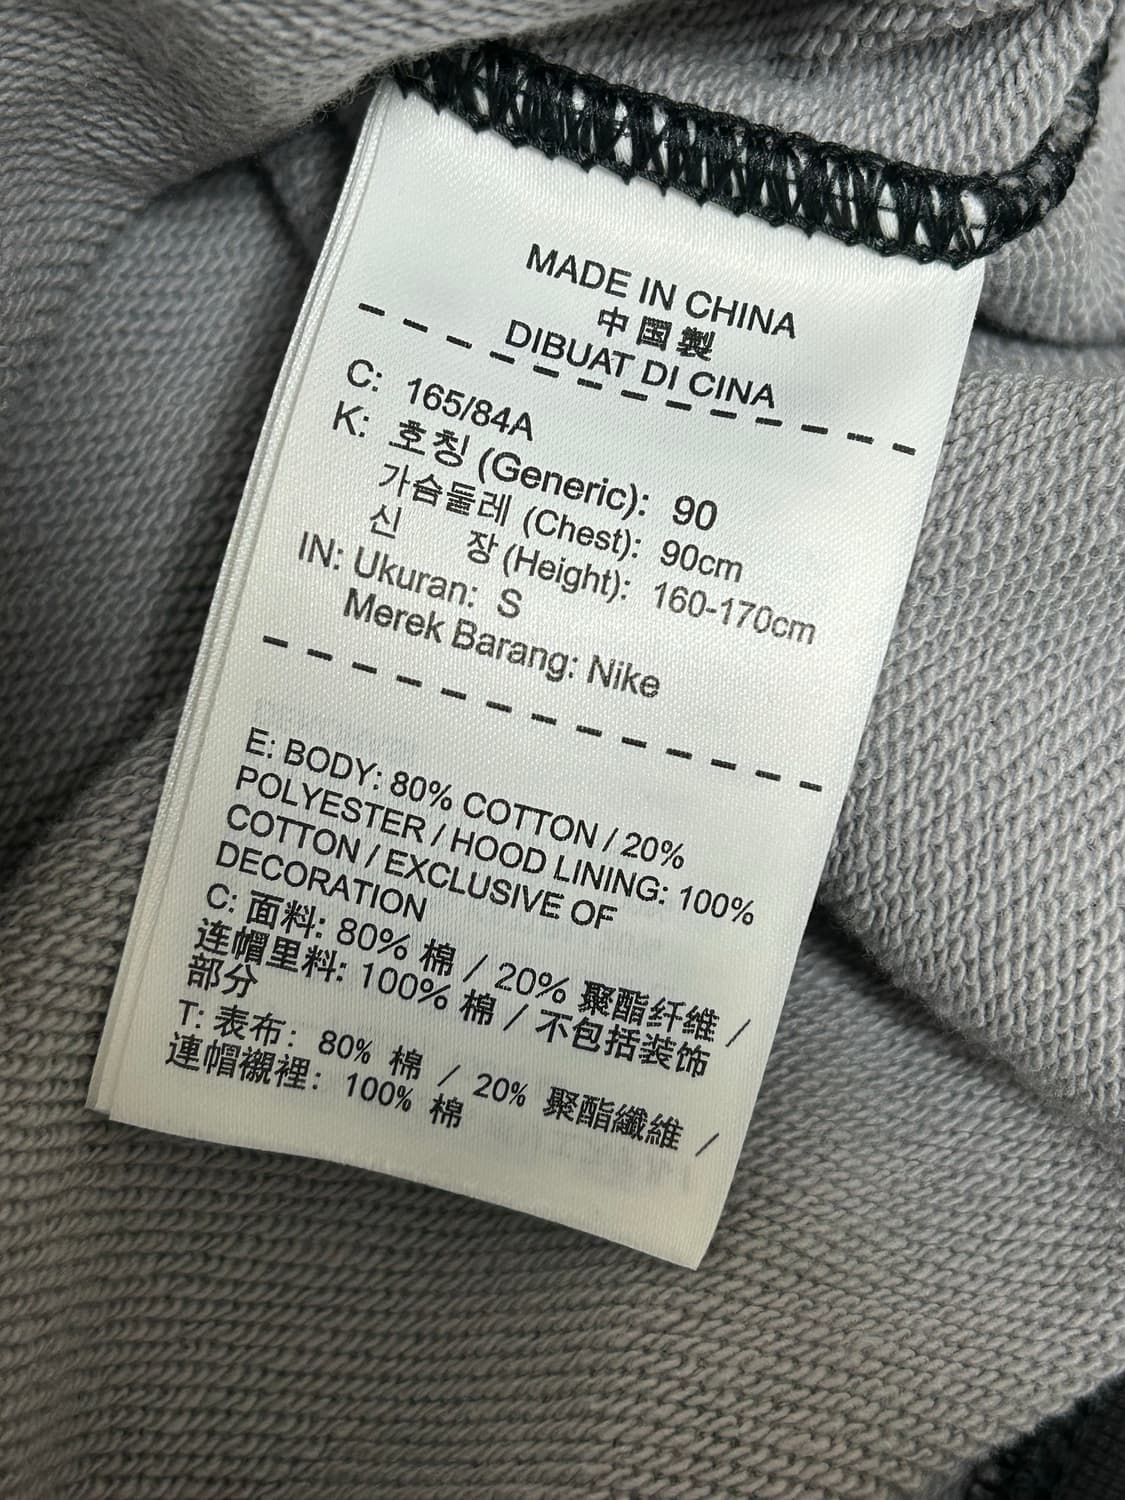 MADE IN CHINA
中国製
DIBUAT DI CINA
C: 165/84A
K: 호칭 (Generic): 90
가슴둘레 (Chest): 90cm
신 장 (Height): 160-170cm
IN: Ukuran: S
Merek Barang: Nike
E: BODY: 80% COTTON / 20%
POLYESTER / HOOD LINING: 100%
COTTON / EXCLUSIVE OF
DECORATION
C: 面料: 80% 棉 / 20% 聚酯纤维 /
连帽里料: 100% 棉 / 不包括装饰
部分
T: 表布: 80% 棉 / 20% 聚酯纖維 /
連帽襯裡: 100% 棉